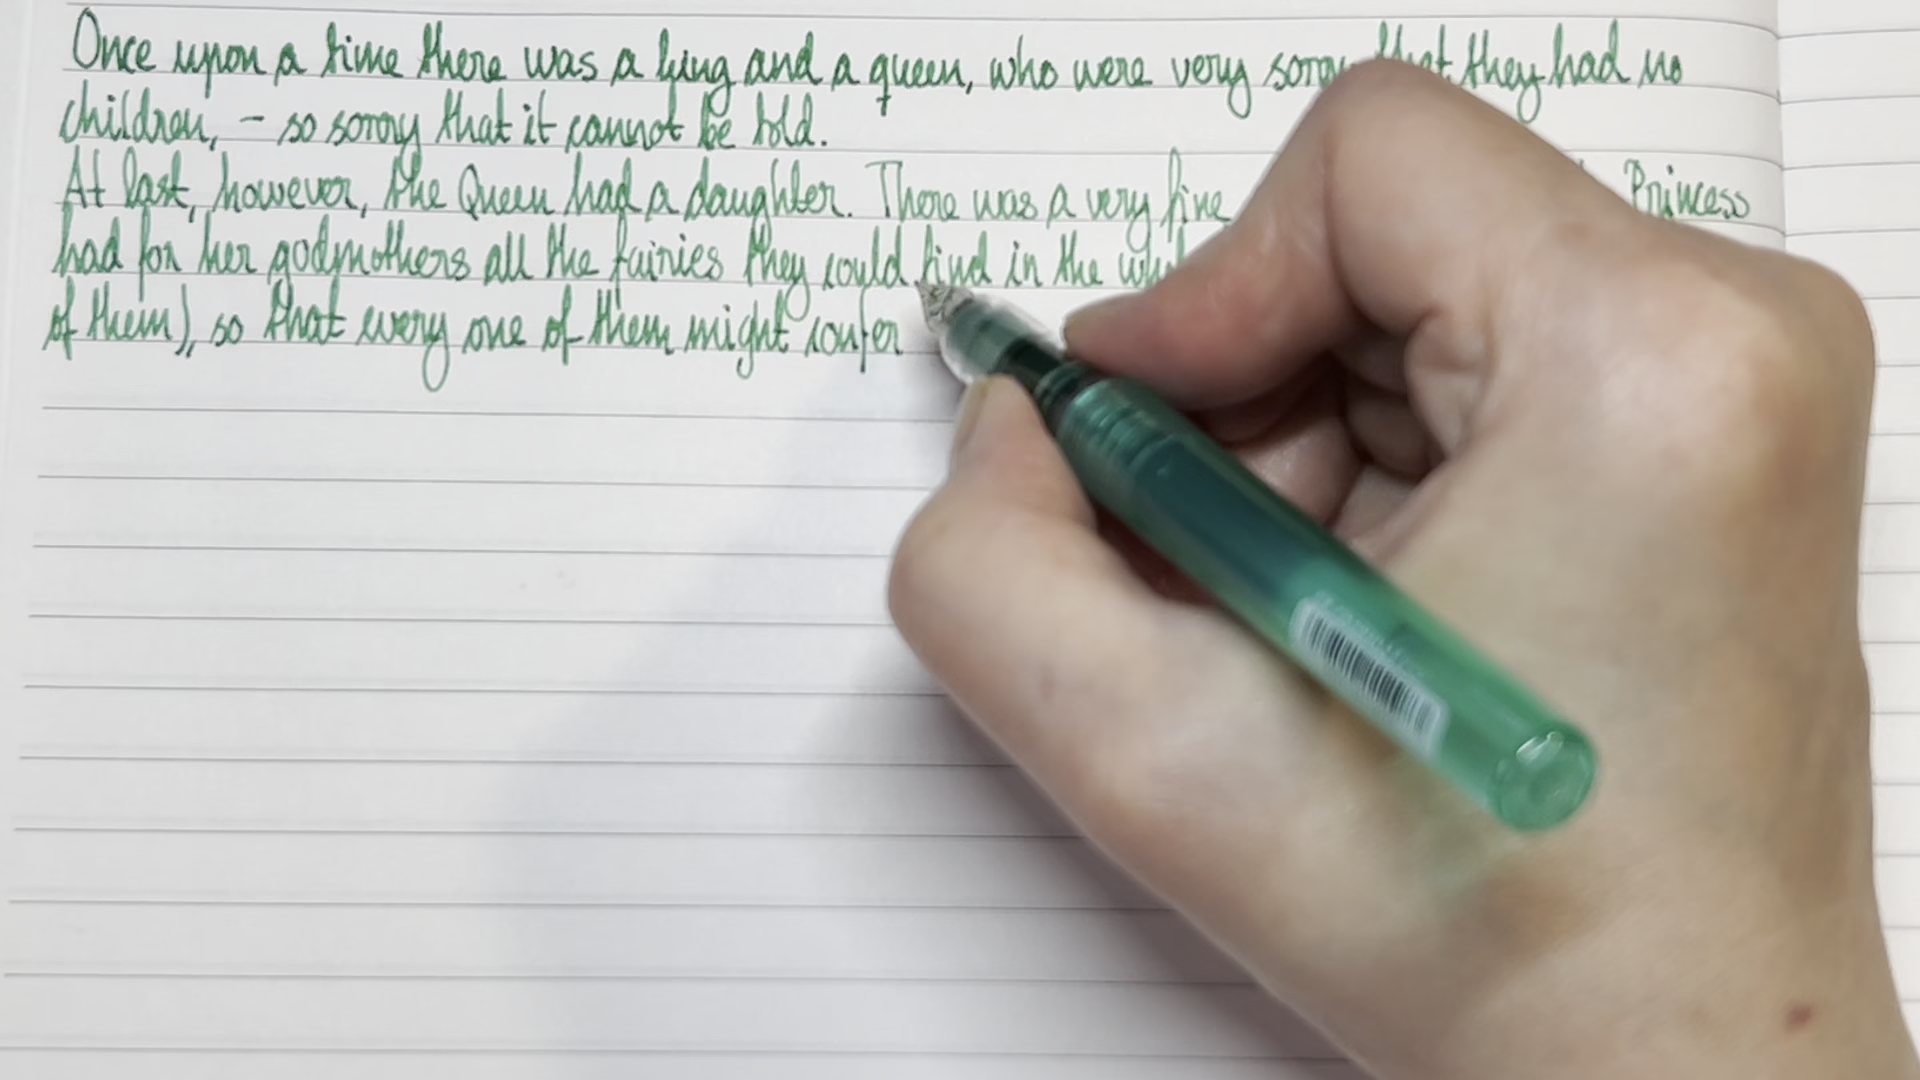 Once upon a time there was a king and a queen, who were very sorry that they had no
children, - so sorry that it cannot be told.
At last, however, the Queen had a daughter. There was a very fine Princess
had for her godmothers all the fairies they could find in the
of them), so that every one of them might confer